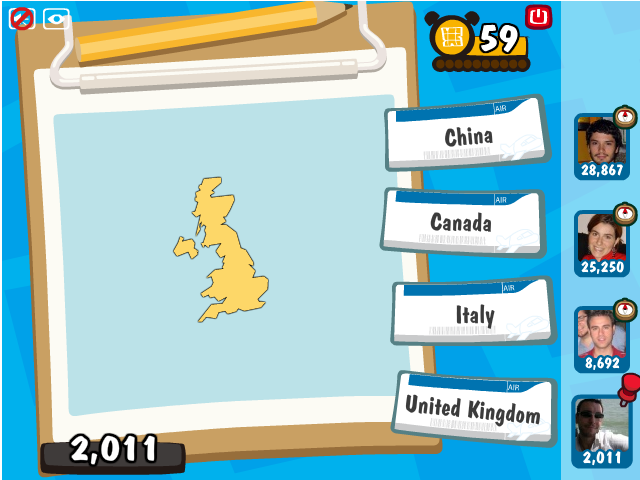 59
AIR
China
AIR
Canada
AIR
Italy
AIR
United Kingdom
2,011
28,867
25,250
8,692
2,011